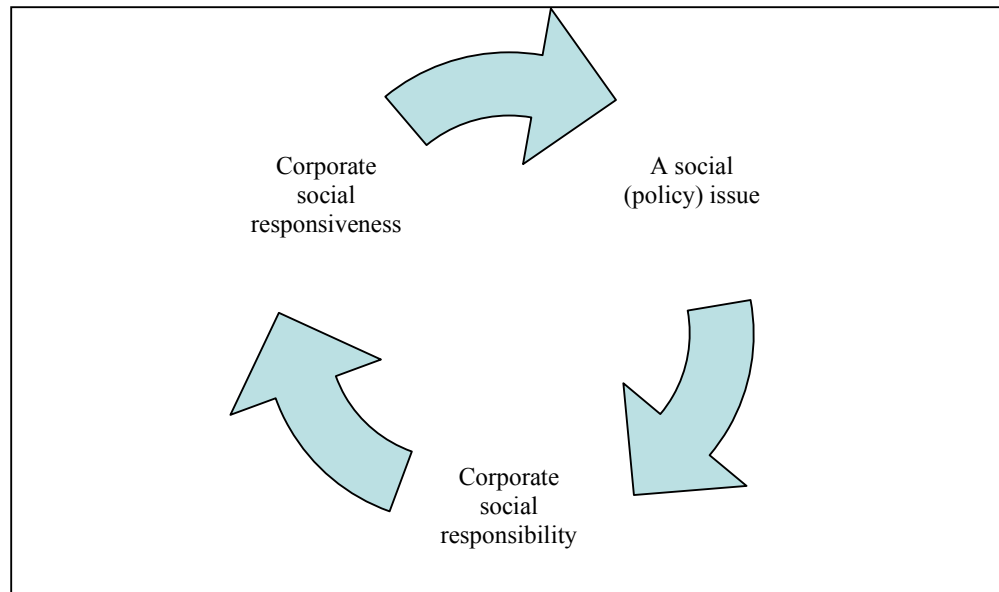 Corporate
social
responsiveness
A social
(policy) issue
Corporate
social
responsibility